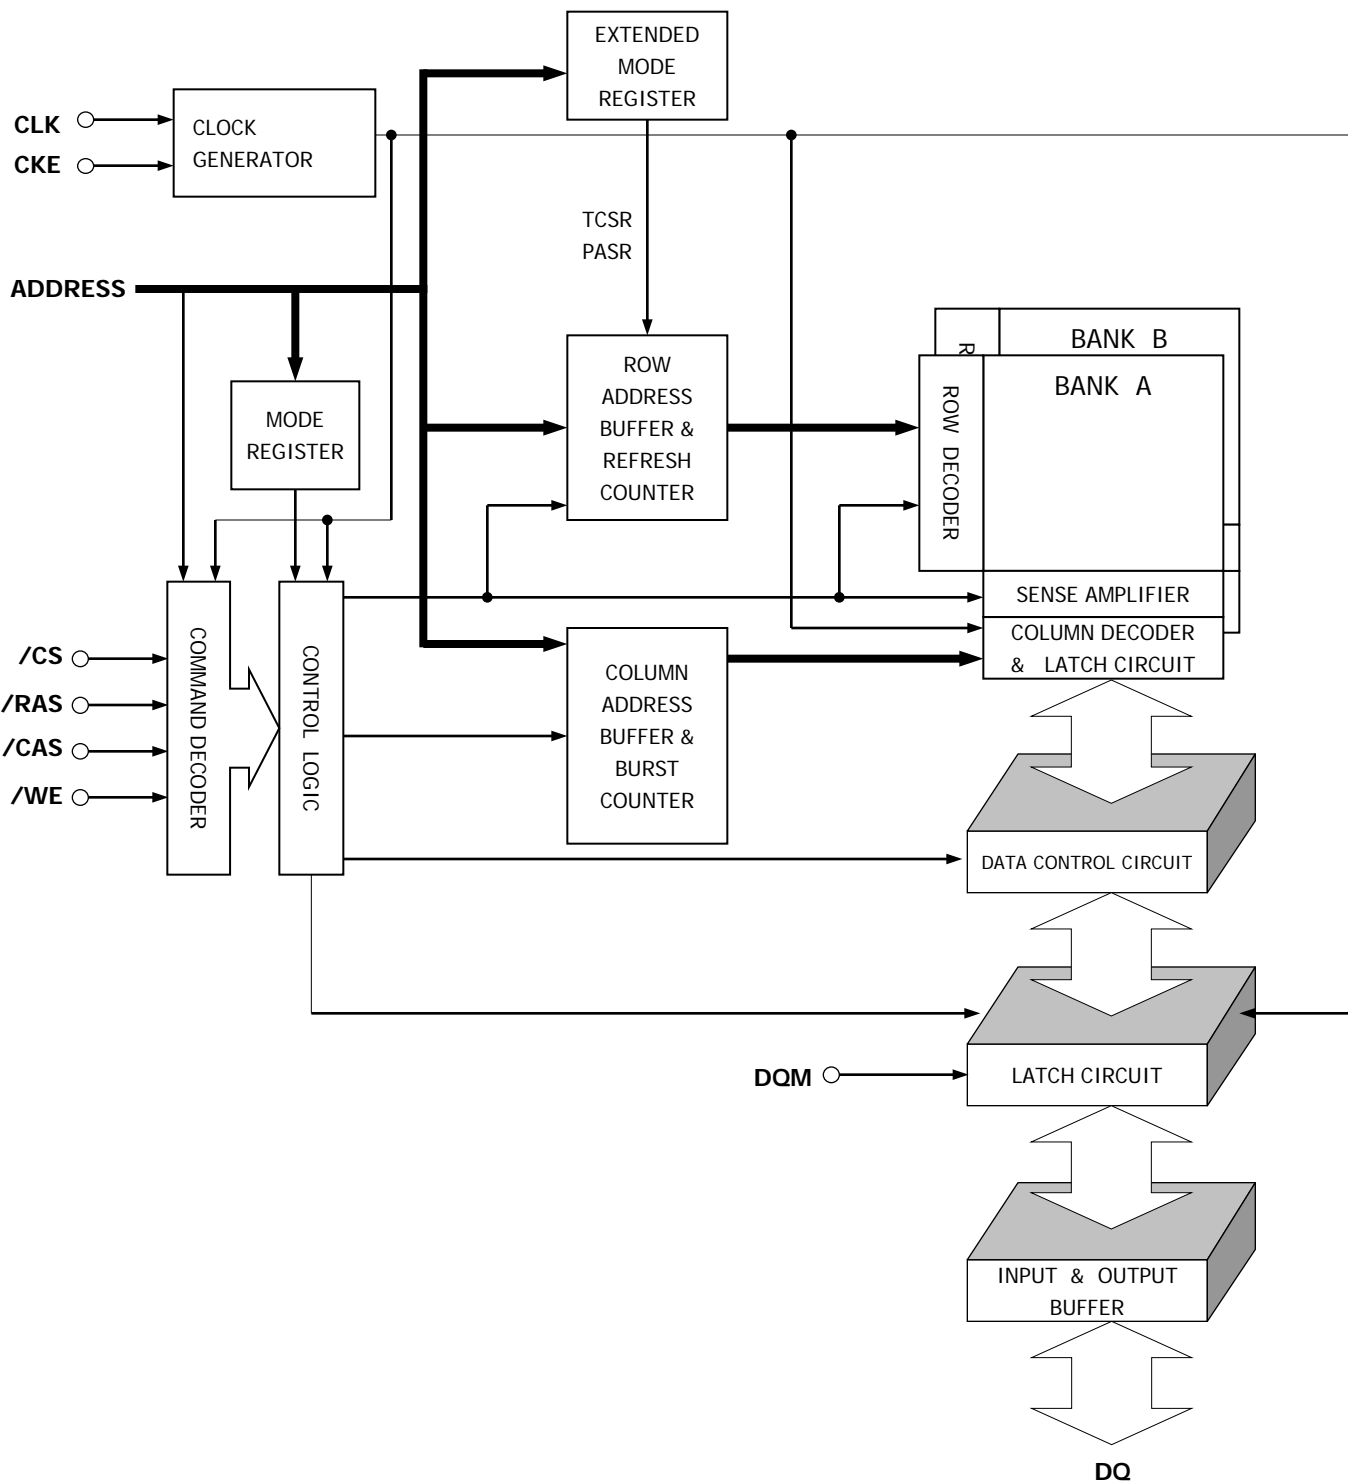 EXTENDED
MODE
REGISTER
CLK
CKE
CLOCK
GENERATOR
TCSR
PASR
ADDRESS
MODE
REGISTER
ROW
ADDRESS
BUFFER &
REFRESH
COUNTER
R
BANK B
BANK A
ROW DECODER
SENSE AMPLIFIER
COLUMN DECODER
& LATCH CIRCUIT
/CS
/RAS
/CAS
/WE
COMMAND DECODER
CONTROL LOGIC
COLUMN
ADDRESS
BUFFER &
BURST
COUNTER
DATA CONTROL CIRCUIT
DQM
LATCH CIRCUIT
INPUT & OUTPUT
BUFFER
DQ